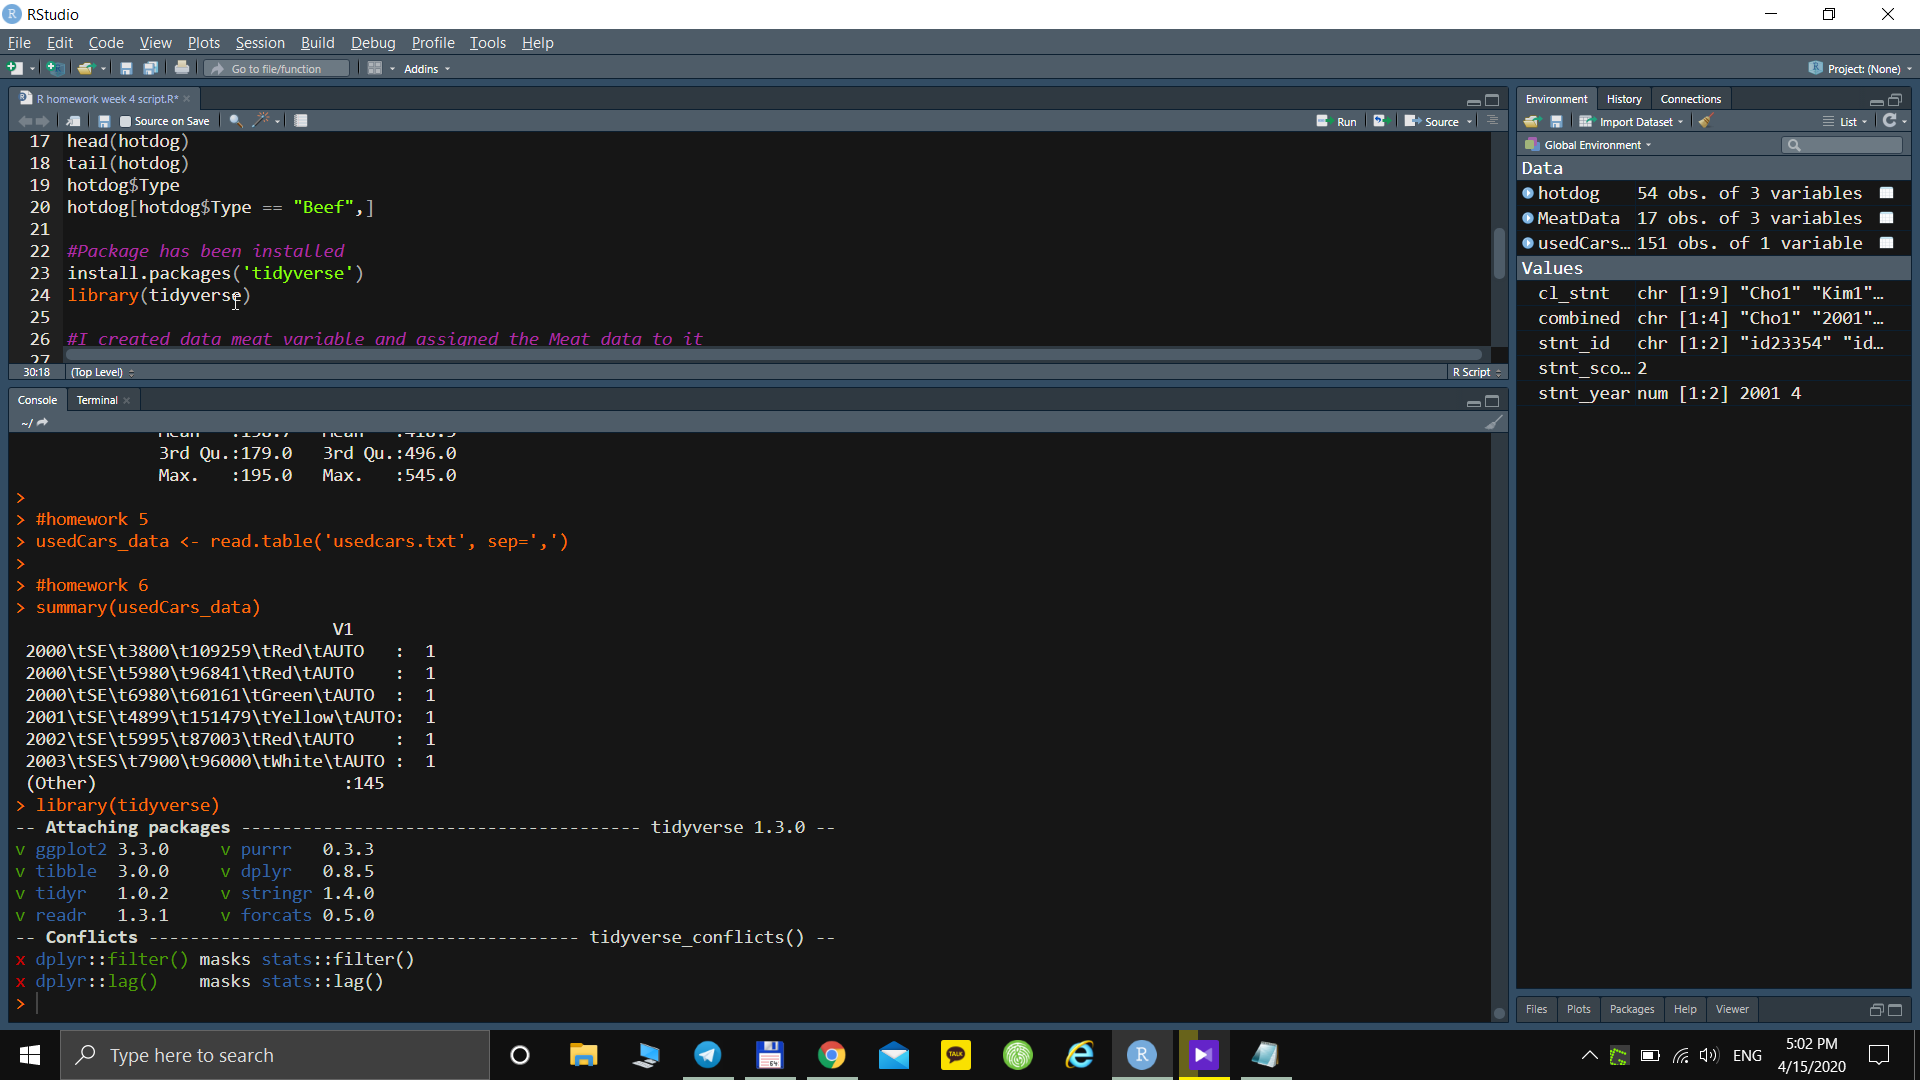 RStudio
File Edit Code View Plots Session Build Debug Profile Tools Help
Go to file/function Addins Project: (None)
R homework week 4 script.R*
Source on Save Run Source
17 head(hotdog)
18 tail(hotdog)
19 hotdog$Type
20 hotdog[hotdog$Type == "Beef",]
21
22 #Package has been installed
23 install.packages('tidyverse')
24 library(tidyverse)
25
26 #I created data meat variable and assigned the Meat data to it
27
30:18 (Top Level) R Script
Console Terminal
~/
Mean :158.7 Mean :418.5
3rd Qu.:179.0 3rd Qu.:496.0
Max. :195.0 Max. :545.0
>
> #homework 5
> usedCars_data <- read.table('usedcars.txt', sep=',')
>
> #homework 6
> summary(usedCars_data)
V1
2000\tSE\t3800\t109259\tRed\tAUTO : 1
2000\tSE\t5980\t96841\tRed\tAUTO : 1
2000\tSE\t6980\t60161\tGreen\tAUTO : 1
2001\tSE\t4899\t151479\tYellow\tAUTO: 1
2002\tSE\t5995\t87003\tRed\tAUTO : 1
2003\tSES\t7900\t96000\tWhite\tAUTO : 1
(Other) :145
> library(tidyverse)
-- Attaching packages --------------------------------------- tidyverse 1.3.0 --
v ggplot2 3.3.0 v purrr 0.3.3
v tibble 3.0.0 v dplyr 0.8.5
v tidyr 1.0.2 v stringr 1.4.0
v readr 1.3.1 v forcats 0.5.0
-- Conflicts ------------------------------------------ tidyverse_conflicts() --
x dplyr::filter() masks stats::filter()
x dplyr::lag() masks stats::lag()
>
Environment History Connections
Import Dataset List
Global Environment
Data
hotdog 54 obs. of 3 variables
MeatData 17 obs. of 3 variables
usedCars… 151 obs. of 1 variable
Values
cl_stnt chr [1:9] "Cho1" "Kim1"…
combined chr [1:4] "Cho1" "2001"…
stnt_id chr [1:2] "id23354" "id…
stnt_sco… 2
stnt_year num [1:2] 2001 4
Files Plots Packages Help Viewer
Type here to search
TALK
ENG
5:02 PM
4/15/2020